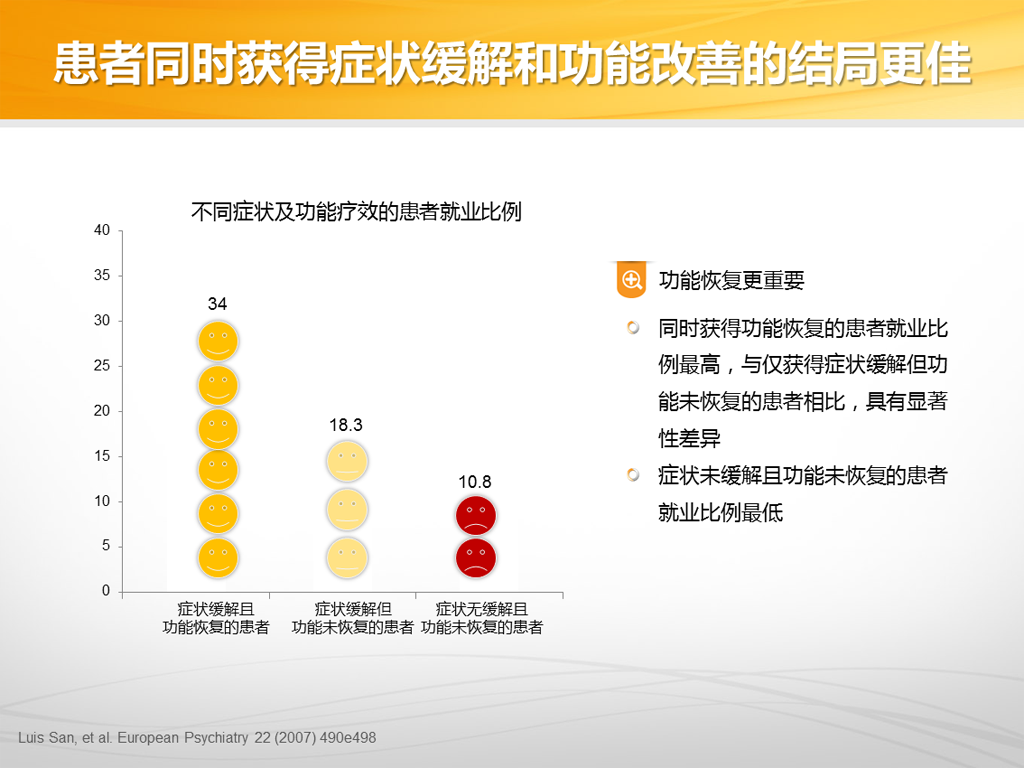 患者同时获得症状缓解和功能改善的结局更佳
不同症状及功能疗效的患者就业比例
40
35
30
25
20
15
10
5
0
34
18.3
10.8
症状缓解且
功能恢复的患者
症状缓解但
功能未恢复的患者
症状无缓解且
功能未恢复的患者
功能恢复更重要
同时获得功能恢复的患者就业比
例最高，与仅获得症状缓解但功
能未恢复的患者相比，具有显著
性差异
症状未缓解且功能未恢复的患者
就业比例最低
Luis San, et al. European Psychiatry 22 (2007) 490e498